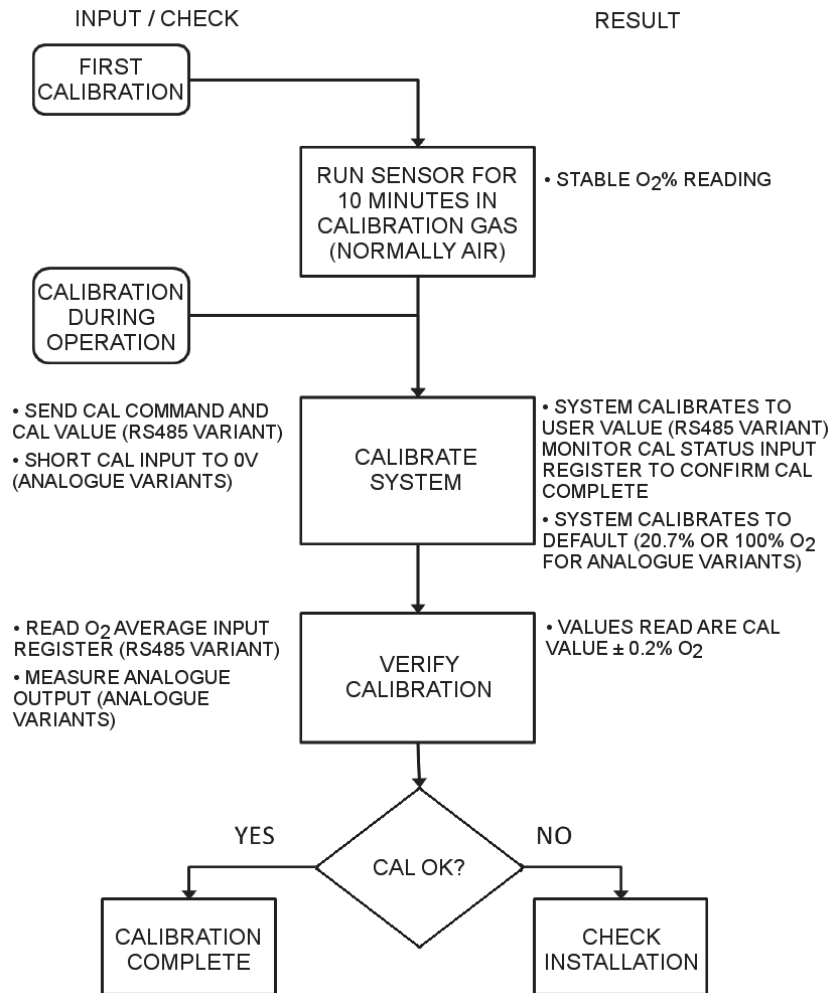 INPUT / CHECK
RESULT
FIRST
CALIBRATION
RUN SENSOR FOR
10 MINUTES IN
CALIBRATION GAS
(NORMALLY AIR)
• STABLE O₂% READING
CALIBRATION
DURING
OPERATION
• SEND CAL COMMAND AND
CAL VALUE (RS485 VARIANT)
• SHORT CAL INPUT TO 0V
(ANALOGUE VARIANTS)
CALIBRATE
SYSTEM
• SYSTEM CALIBRATES TO
USER VALUE (RS485 VARIANT)
MONITOR CAL STATUS INPUT
REGISTER TO CONFIRM CAL
COMPLETE
• SYSTEM CALIBRATES TO
DEFAULT (20.7% OR 100% O₂
FOR ANALOGUE VARIANTS)
• READ O₂ AVERAGE INPUT
REGISTER (RS485 VARIANT)
• MEASURE ANALOGUE
OUTPUT (ANALOGUE
VARIANTS)
VERIFY
CALIBRATION
• VALUES READ ARE CAL
VALUE ± 0.2% O₂
YES
NO
CAL OK?
CALIBRATION
COMPLETE
CHECK
INSTALLATION